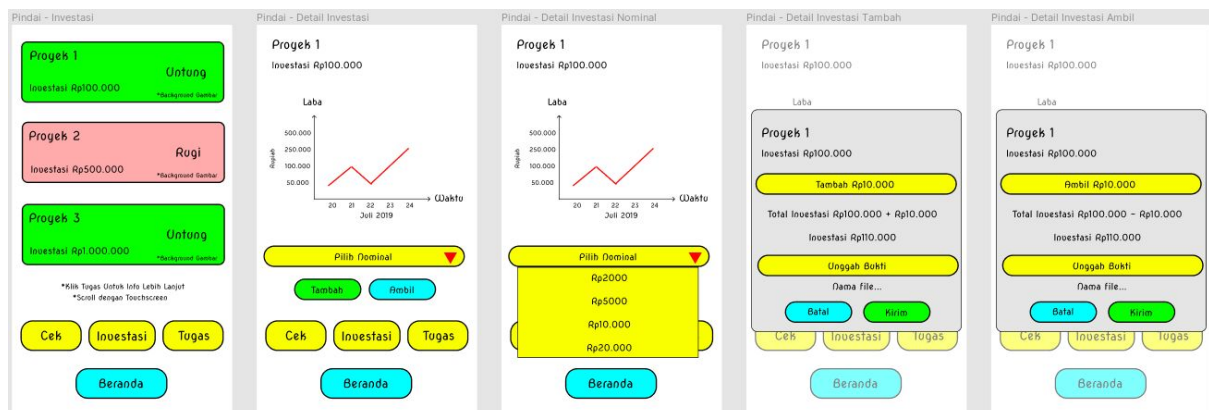 Pindai - Investasi
Proyek 1
Untung
Investasi Rp100.000
*Background Gambar
Proyek 2
Rugi
Investasi Rp500.000
*Background Gambar
Proyek 3
Untung
Investasi Rp1.000.000
*Background Gambar
*Klik Tugas Untuk Info Lebih Lanjut
*Scroll dengan Touchscreen
Cek
Investasi
Tugas
Beranda
Pindai - Detail Investasi
Proyek 1
Investasi Rp100.000
Laba
500.000
250.000
100.000
50.000
Rupiah
20 21 22 23 24
Waktu
Juli 2019
Pilih Nominal
Tambah
Ambil
Cek
Investasi
Tugas
Beranda
Pindai - Detail Investasi Nominal
Proyek 1
Investasi Rp100.000
Laba
500.000
250.000
100.000
50.000
Rupiah
20 21 22 23 24
Waktu
Juli 2019
Pilih Nominal
Rp2000
Rp5000
Rp10.000
Rp20.000
Beranda
Pindai - Detail Investasi Tambah
Proyek 1
Investasi Rp100.000
Laba
Proyek 1
Investasi Rp100.000
Tambah Rp10.000
Total Investasi Rp100.000 + Rp10.000
Investasi Rp110.000
Unggah Bukti
Nama file...
Batal
Kirim
Cek
Investasi
Tugas
Beranda
Pindai - Detail Investasi Ambil
Proyek 1
Investasi Rp100.000
Laba
Proyek 1
Investasi Rp100.000
Ambil Rp10.000
Total Investasi Rp100.000 - Rp10.000
Investasi Rp110.000
Unggah Bukti
Nama file...
Batal
Kirim
Cek
Investasi
Tugas
Beranda